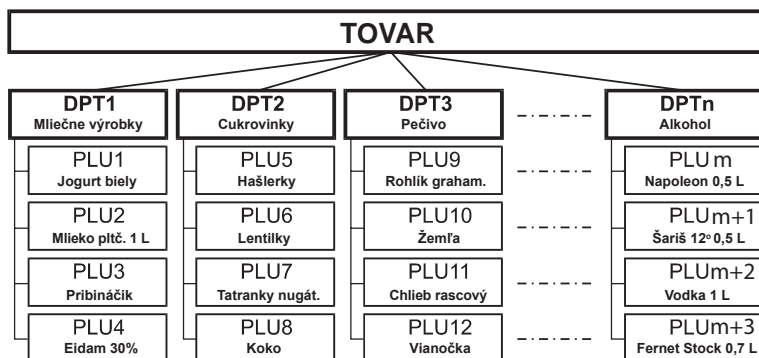 TOVAR
DPT1
Mliečne výrobky
PLU1
Jogurt biely
PLU2
Mlieko pltč. 1 L
PLU3
Pribináčik
PLU4
Eidam 30%
DPT2
Cukrovinky
PLU5
Hašlerky
PLU6
Lentilky
PLU7
Tatranky nugát.
PLU8
Koko
DPT3
Pečivo
PLU9
Rohlík graham.
PLU10
Žemľa
PLU11
Chlieb rascový
PLU12
Vianočka
DPTn
Alkohol
PLU m
Napoleon 0,5 L
PLUm+1
Šariš 12º 0,5 L
PLUm+2
Vodka 1 L
PLUm+3
Fernet Stock 0,7 L